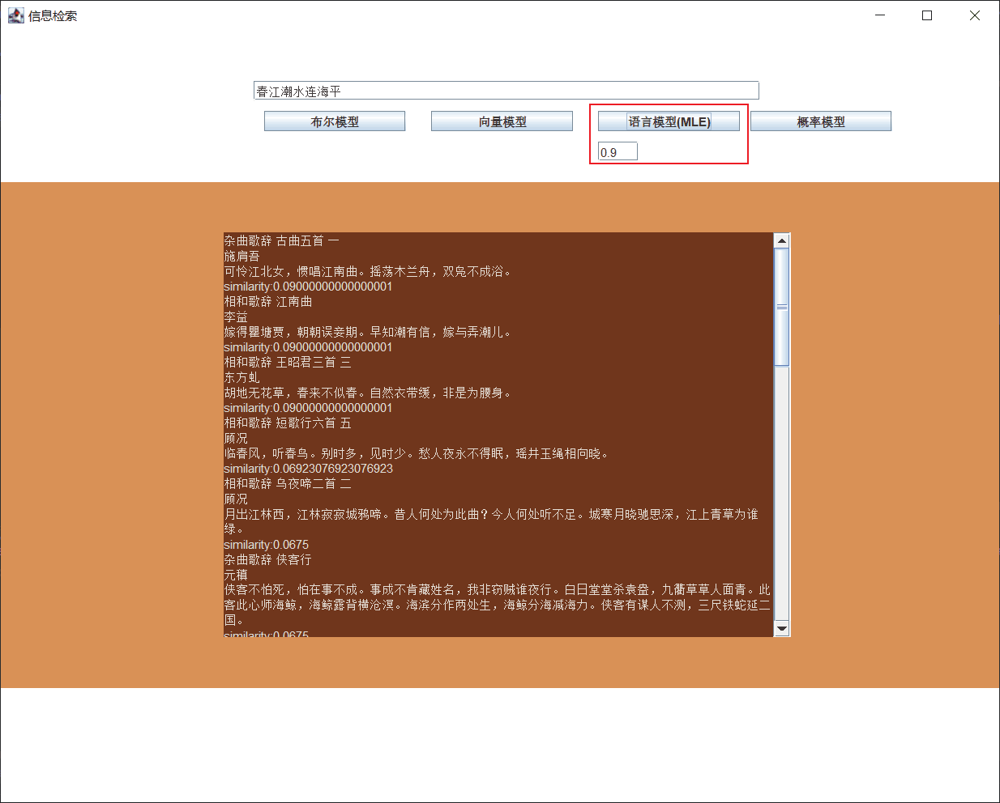 信息检索
春江潮水连海平
布尔模型 向量模型 语言模型(MLE) 概率模型
0.9
杂曲歌辞 古曲五首 一
施肩吾
可怜江北女，惯唱江南曲。摇荡木兰舟，双凫不成浴。
similarity:0.09000000000000001
相和歌辞 江南曲
李益
嫁得瞿塘贾，朝朝误妾期。早知潮有信，嫁与弄潮儿。
similarity:0.09000000000000001
相和歌辞 王昭君三首 三
东方虬
胡地无花草，春来不似春。自然衣带缓，非是为腰身。
similarity:0.09000000000000001
相和歌辞 短歌行六首 五
顾况
临春风，听春鸟。别时多，见时少。愁人夜永不得眠，瑶井玉绳相向晓。
similarity:0.06923076923076923
相和歌辞 乌夜啼二首 二
顾况
月出江林西，江林寂寂城鸦啼。昔人何处为此曲？今人何处听不足。城寒月晓驰思深，江上青草为谁
绿。
similarity:0.0675
杂曲歌辞 侠客行
元稹
侠客不怕死，怕在事不成。事成不肯藏姓名，我非窃贼谁夜行。白日堂堂杀袁盎，九衢草草人面青。此
客此心师海鲸，海鲸露背横沧溟。海滨分作两处生，海鲸分海减海力。侠客有谋人不测，三尺铁蛇延二
国。
similarity:0.0675